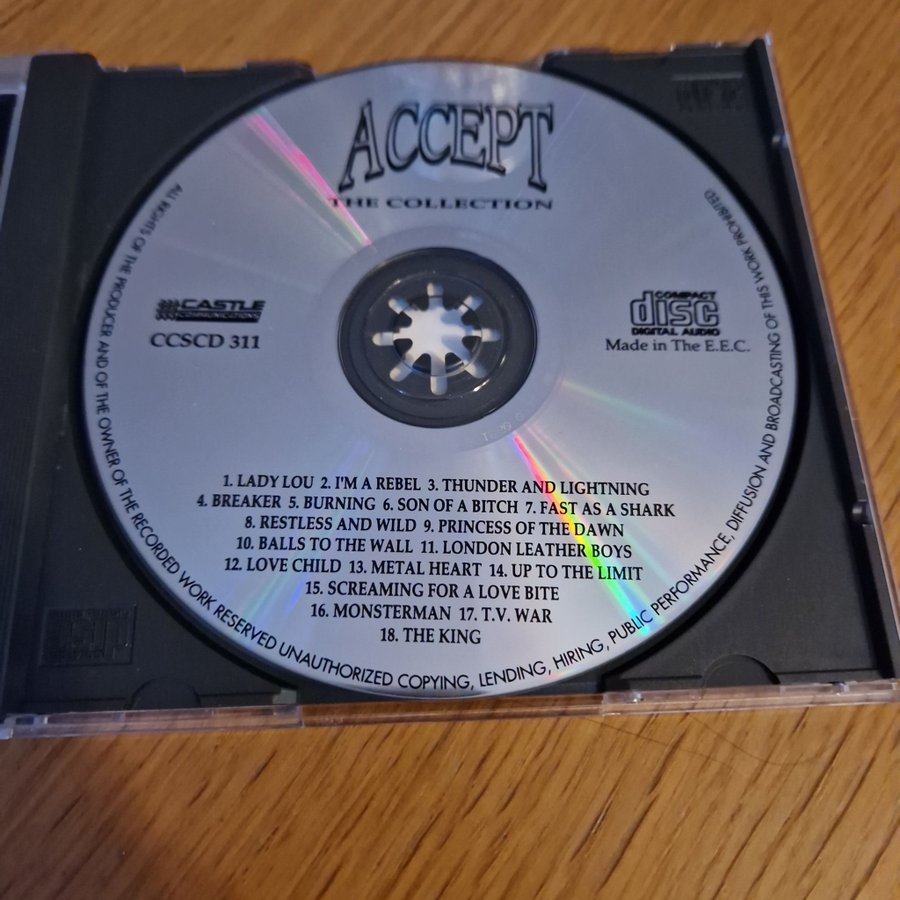 ACCEPT
THE COLLECTION
CASTLE
COMMUNICATIONS
CCSCD 311
COMPACT
disc
DIGITAL AUDIO
Made in The E.E.C.
1. LADY LOU 2. I'M A REBEL 3. THUNDER AND LIGHTNING
4. BREAKER 5. BURNING 6. SON OF A BITCH 7. FAST AS A SHARK
8. RESTLESS AND WILD 9. PRINCESS OF THE DAWN
10. BALLS TO THE WALL 11. LONDON LEATHER BOYS
12. LOVE CHILD 13. METAL HEART 14. UP TO THE LIMIT
15. SCREAMING FOR A LOVE BITE
16. MONSTERMAN 17. T.V. WAR
18. THE KING
ALL RIGHTS OF THE PRODUCER AND OF THE OWNER OF THE RECORDED WORK RESERVED UNAUTHORIZED COPYING, LENDING, HIRING, PUBLIC PERFORMANCE, DIFFUSION AND BROADCASTING OF THIS WORK PROHIBITED